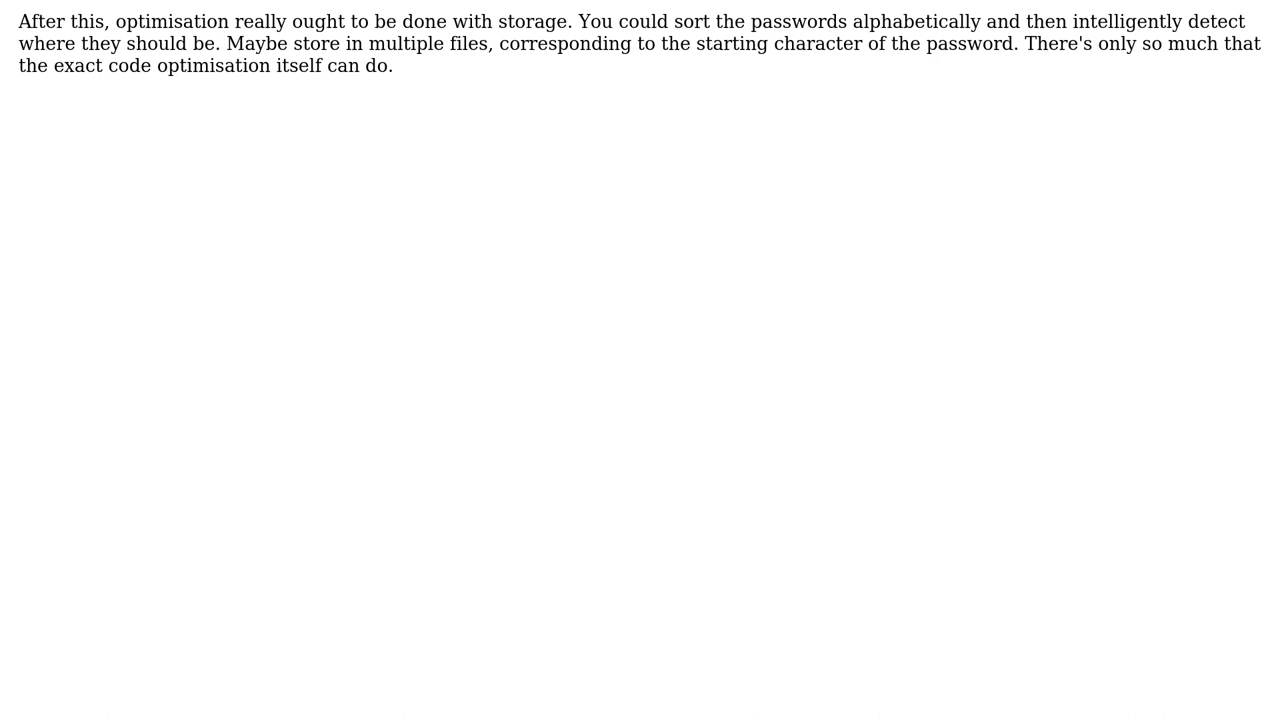 After this, optimisation really ought to be done with storage. You could sort the passwords alphabetically and then intelligently detect
where they should be. Maybe store in multiple files, corresponding to the starting character of the password. There's only so much that
the exact code optimisation itself can do.